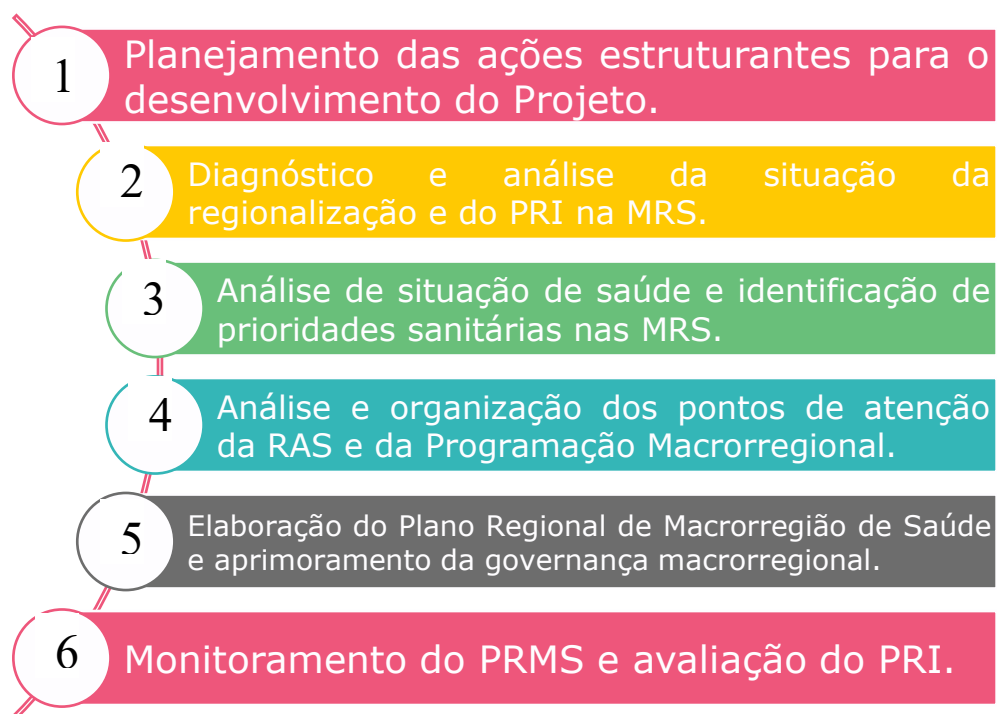 1
Planejamento das ações estruturantes para o
desenvolvimento do Projeto.
2
Diagnóstico e análise da situação da
regionalização e do PRI na MRS.
3
Análise de situação de saúde e identificação de
prioridades sanitárias nas MRS.
4
Análise e organização dos pontos de atenção
da RAS e da Programação Macrorregional.
5
Elaboração do Plano Regional de Macrorregião de Saúde
e aprimoramento da governança macrorregional.
6
Monitoramento do PRMS e avaliação do PRI.